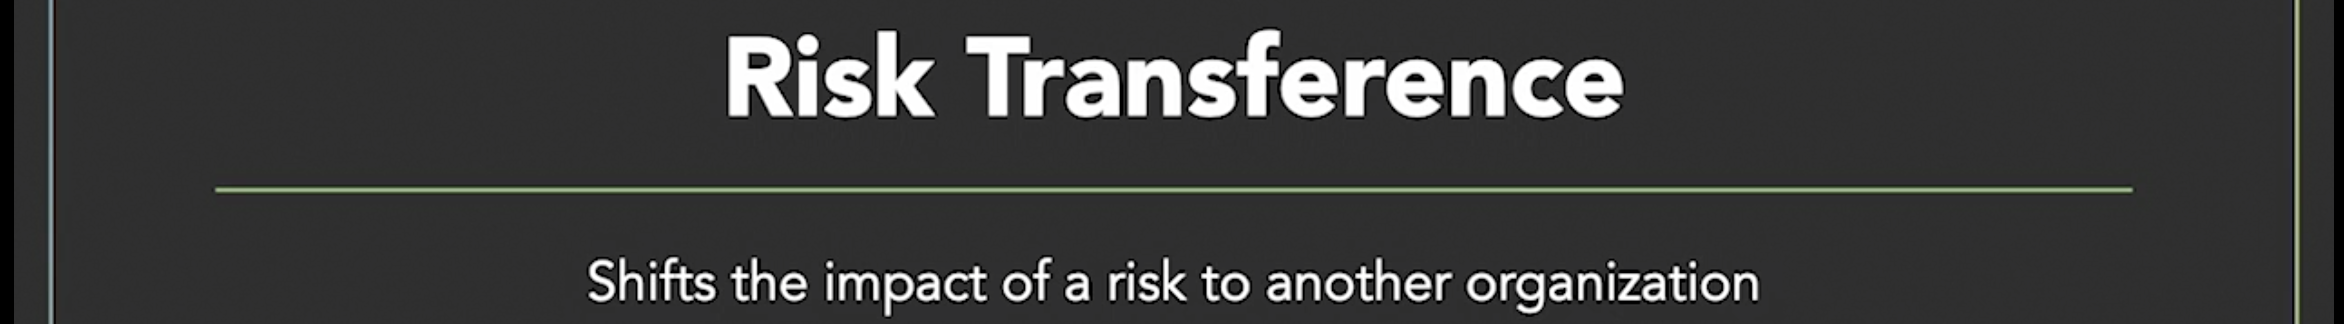 Risk Transference
Shifts the impact of a risk to another organization